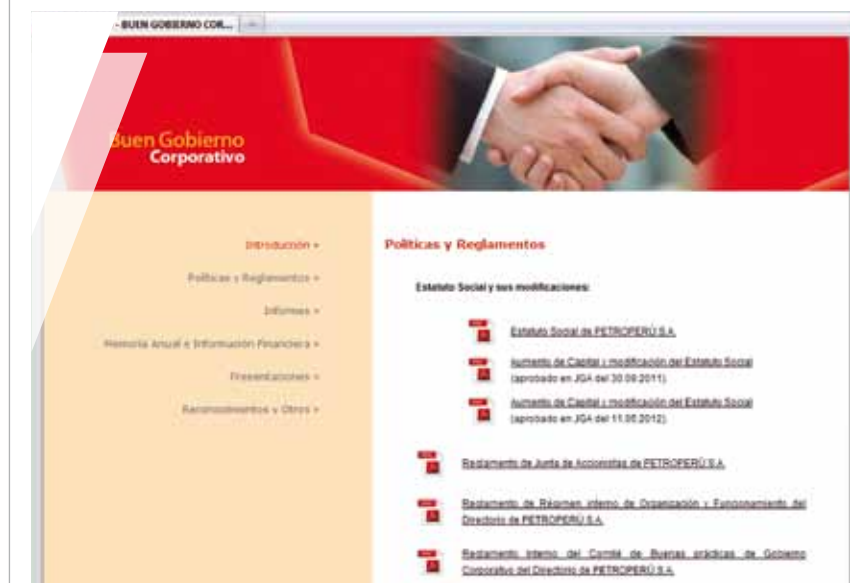 - BUEN GOBIERNO COR...
Buen Gobierno
Corporativo
Introducción »
Políticas y Reglamentos »
Informes »
Memoria Anual e Información Financiera »
Presentaciones »
Reconocimientos y Otros »
Políticas y Reglamentos
Estatuto Social y sus modificaciones:
Estatuto Social de PETROPERÚ S.A.
Aumento de Capital y modificación del Estatuto Social
(aprobado en JGA del 30.09.2011).
Aumento de Capital y modificación del Estatuto Social
(aprobado en JGA del 11.05.2012).
Reglamento de Junta de Accionistas de PETROPERÚ S.A.
Reglamento de Régimen interno de Organización y Funcionamiento del
Directorio de PETROPERÚ S.A.
Reglamento Interno del Comité de Buenas prácticas de Gobierno
Corporativo del Directorio de PETROPERÚ S.A.